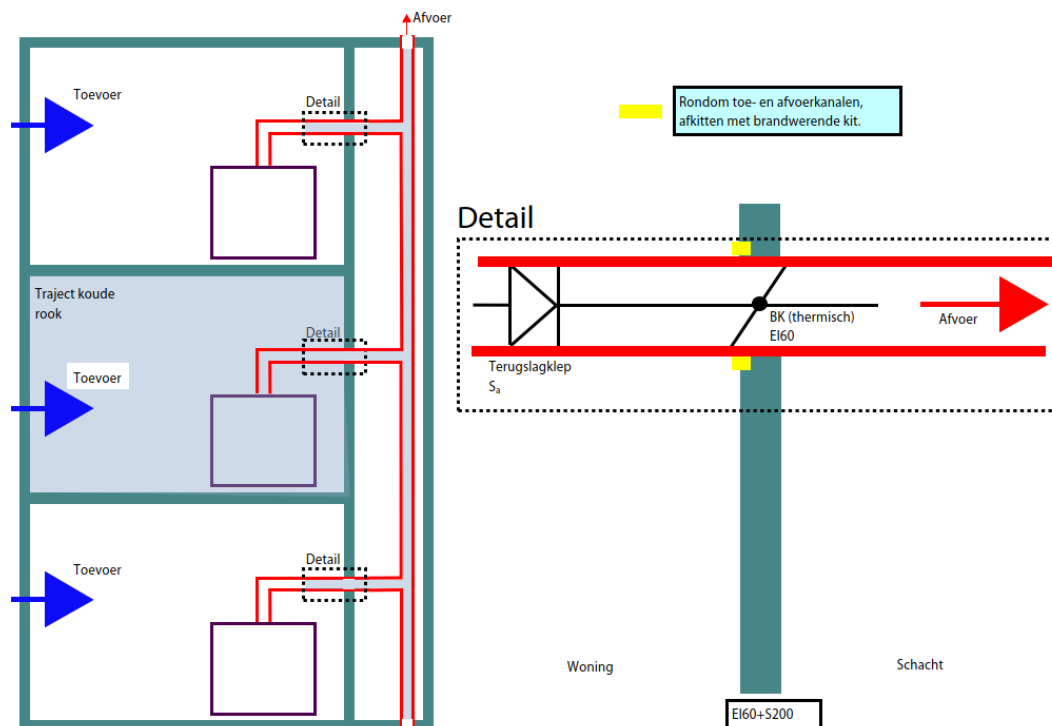 Afvoer
Toevoer
Detail
Rondom toe- en afvoerkanalen,
afkitten met brandwerende kit.
Traject koude
rook
Detail
Toevoer
Detail
Toevoer
Detail
BK (thermisch)
EI60
Afvoer
Terugslagklep
Sa
Woning
Schacht
EI60+S200